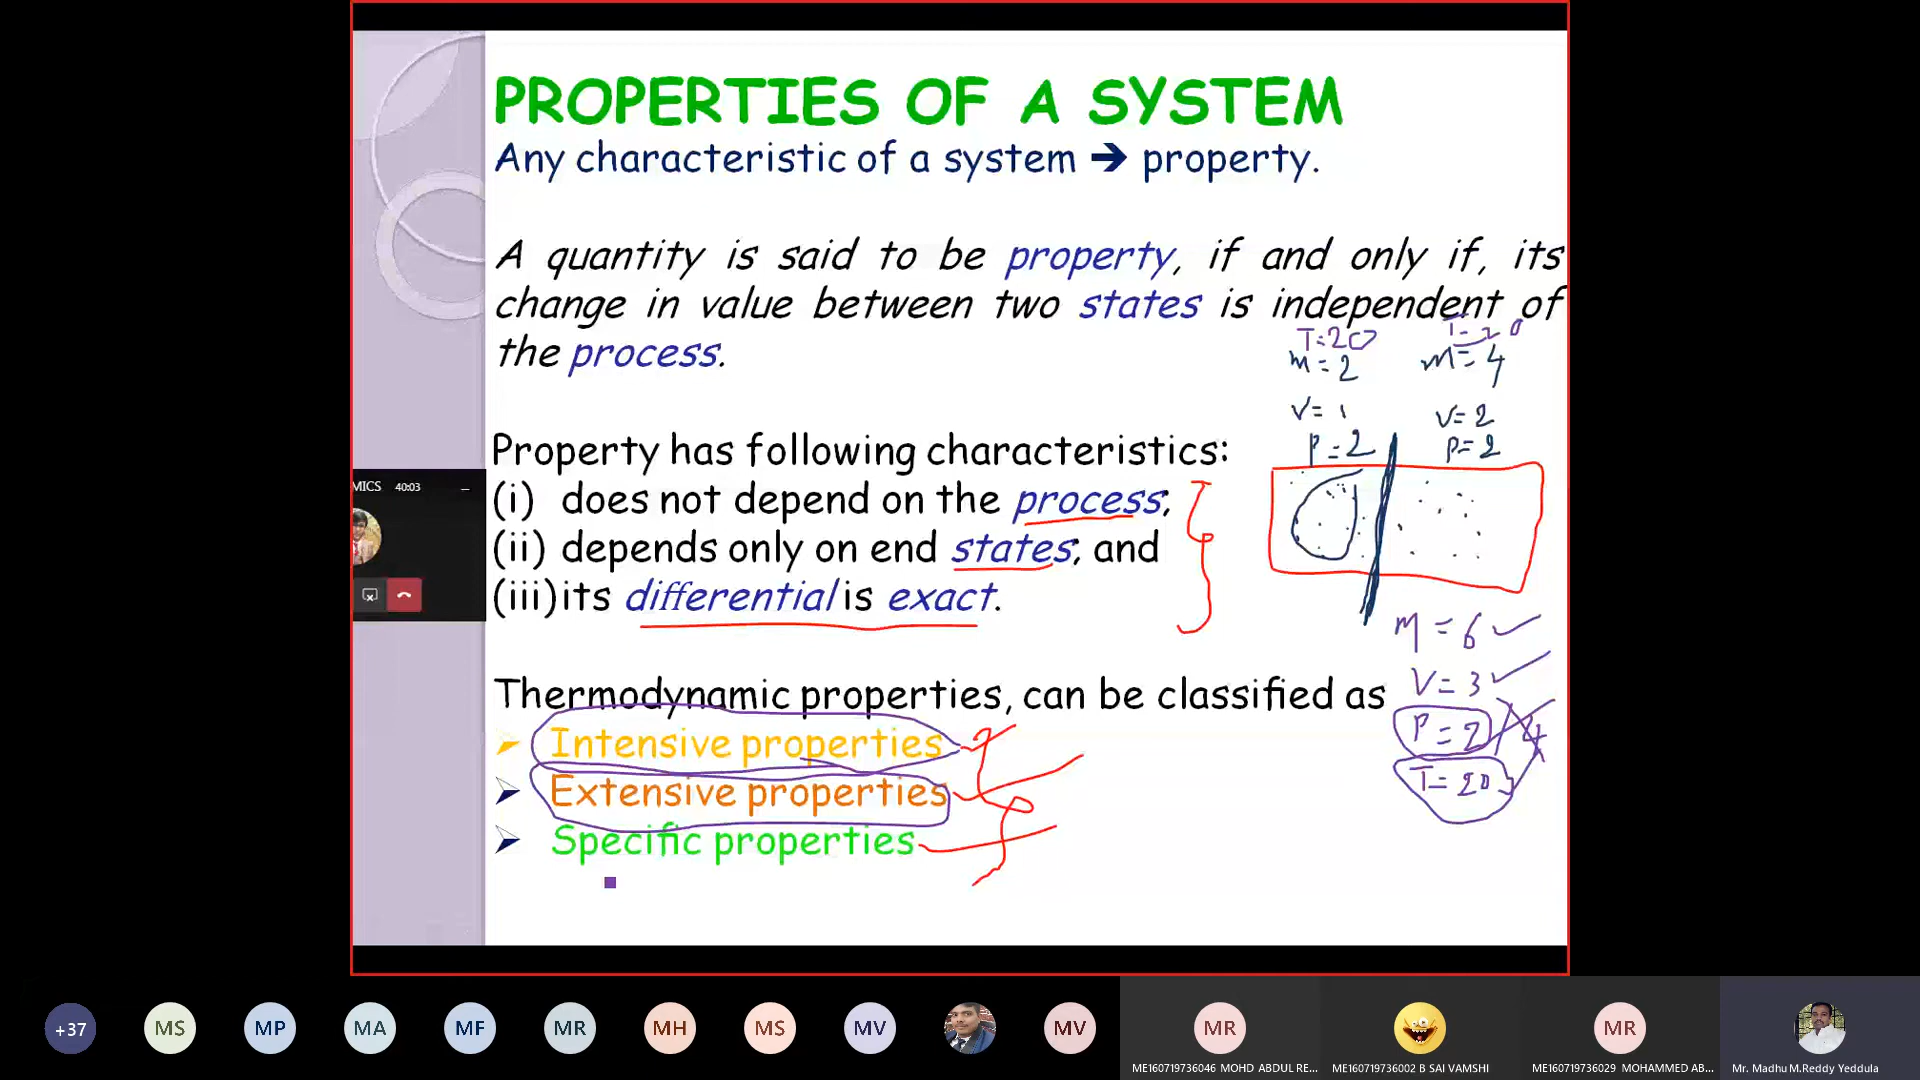 PROPERTIES OF A SYSTEM
Any characteristic of a system ➔ property.
A quantity is said to be property, if and only if, its
change in value between two states is independent of
the process.
T=20 T=20
m=2 m=4
V=1 V=2
P=2 P=2
Property has following characteristics:
(i) does not depend on the process;
(ii) depends only on end states; and
(iii) its differential is exact.
MICS 40:03
m=6
V=3
P=2 4
T=20
Thermodynamic properties, can be classified as
➢ Intensive properties
➢ Extensive properties
➢ Specific properties
+37 MS MP MA MF MR MH MS MV MV MR MR
ME160719736046 MOHD ABDUL RE... ME160719736002 B SAI VAMSHI ME160719736029 MOHAMMED AB... Mr. Madhu M.Reddy Yeddula